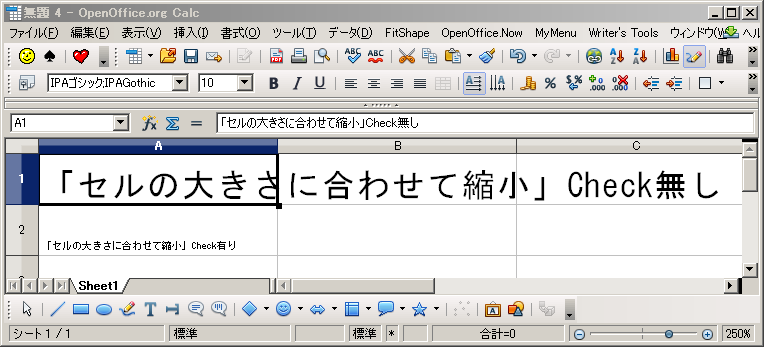 無題 4 - OpenOffice.org Calc
ファイル(F) 編集(E) 表示(V) 挿入(I) 書式(O) ツール(T) データ(D) FitShape OpenOffice.Now MyMenu Writer's Tools ウィンドウ(W ヘル
IPAゴシック;IPAGothic 10
A1 「セルの大きさに合わせて縮小」Check無し
A B C
1 「セルの大きさに合わせて縮小」Check無し
2 「セルの大きさに合わせて縮小」Check有り
Sheet1
シート 1 / 1 標準 標準 * 合計=0 250%